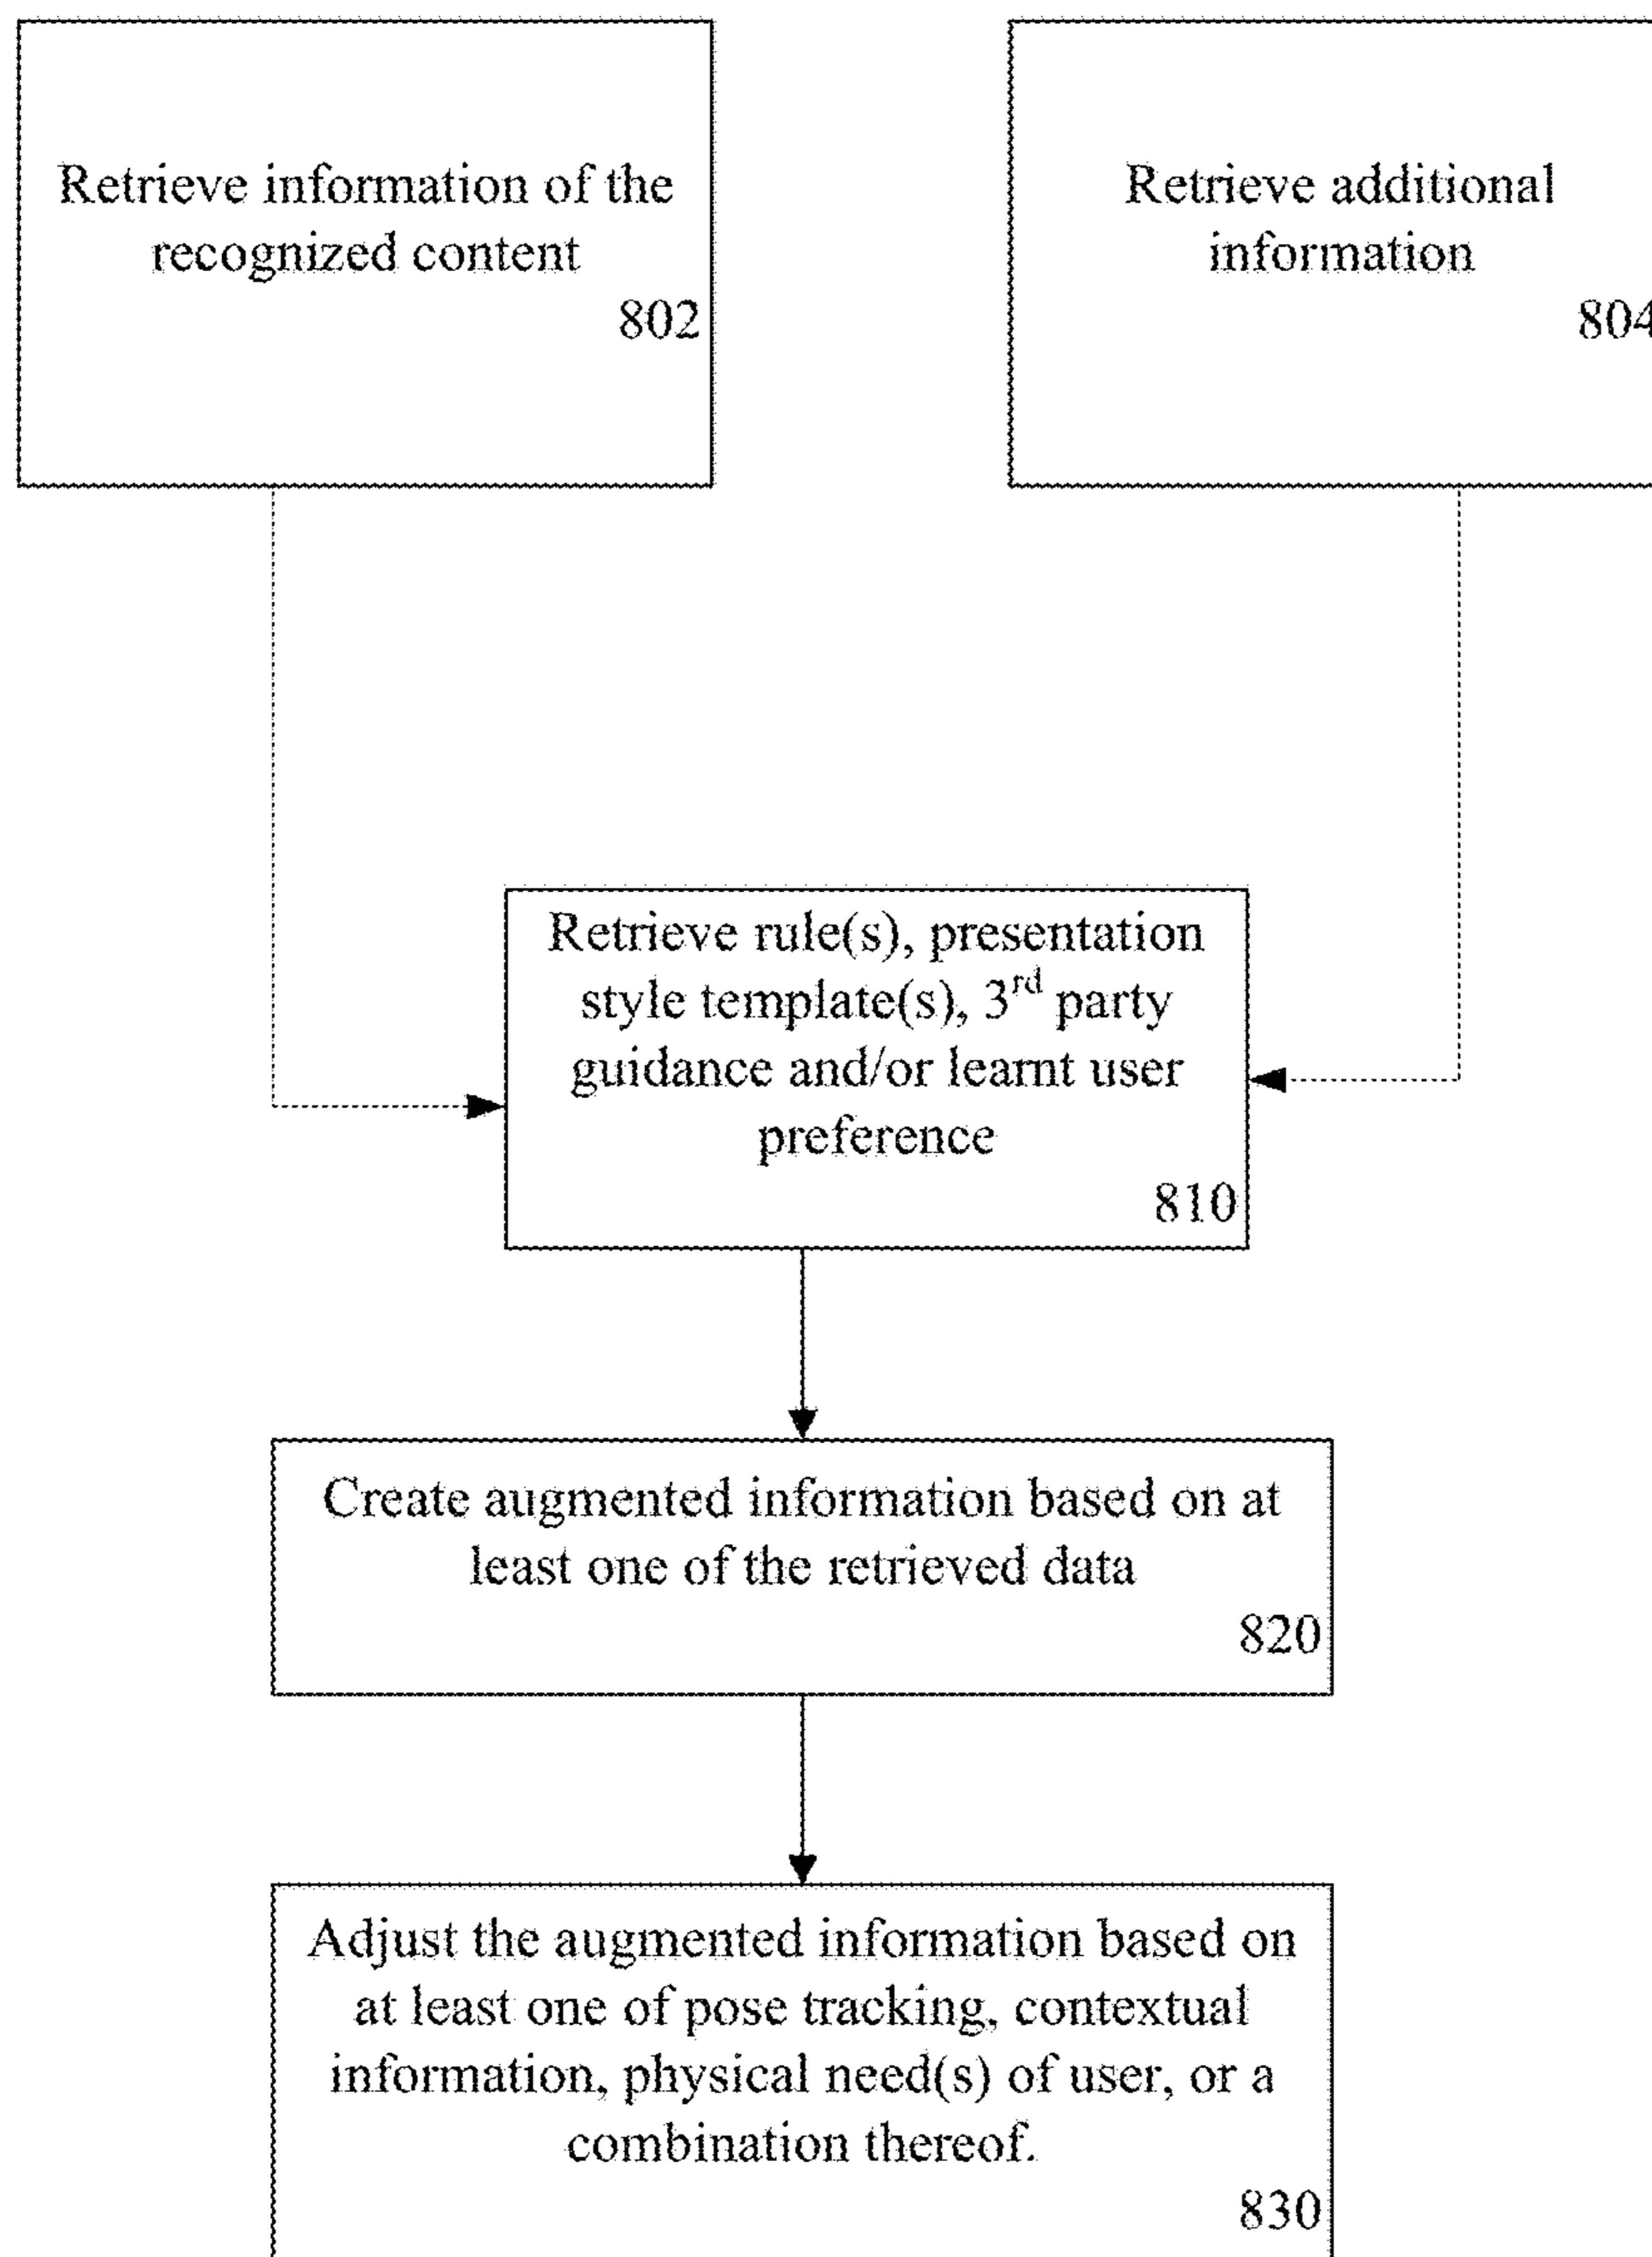 Retrieve information of the
recognized content
802
Retrieve additional
information
804
Retrieve rule(s), presentation
style template(s), 3rd party
guidance and/or learnt user
preference
810
Create augmented information based on at
least one of the retrieved data
820
Adjust the augmented information based on
at least one of pose tracking, contextual
information, physical need(s) of user, or a
combination thereof.
830